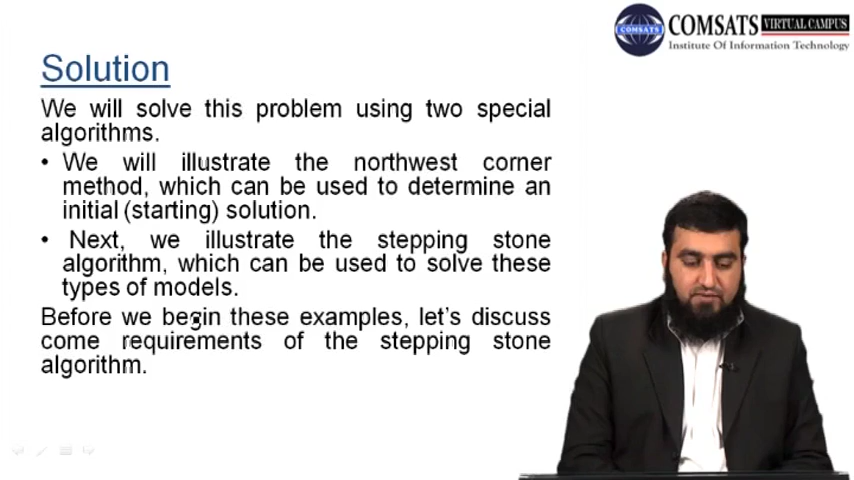 COMSATS VIRTUAL CAMPUS
COMSATS
Institute Of Information Technology
Solution
We will solve this problem using two special
algorithms.
• We will illustrate the northwest corner
method, which can be used to determine an
initial (starting) solution.
• Next, we illustrate the stepping stone
algorithm, which can be used to solve these
types of models.
Before we begin these examples, let's discuss
come requirements of the stepping stone
algorithm.